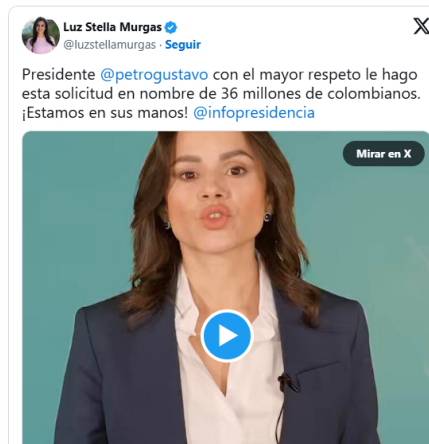 Luz Stella Murgas
@luzstellamurgas · Seguir
Presidente @petrogustavo con el mayor respeto le hago
esta solicitud en nombre de 36 millones de colombianos.
¡Estamos en sus manos! @infopresidencia
Mirar en X